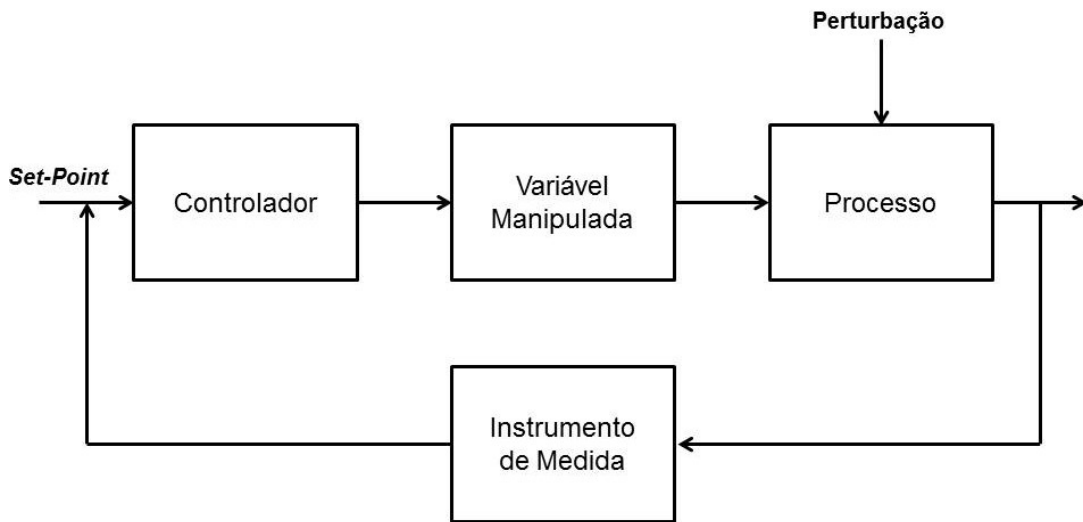 Perturbação
Set-Point
Controlador
Variável
Manipulada
Processo
Instrumento
de Medida